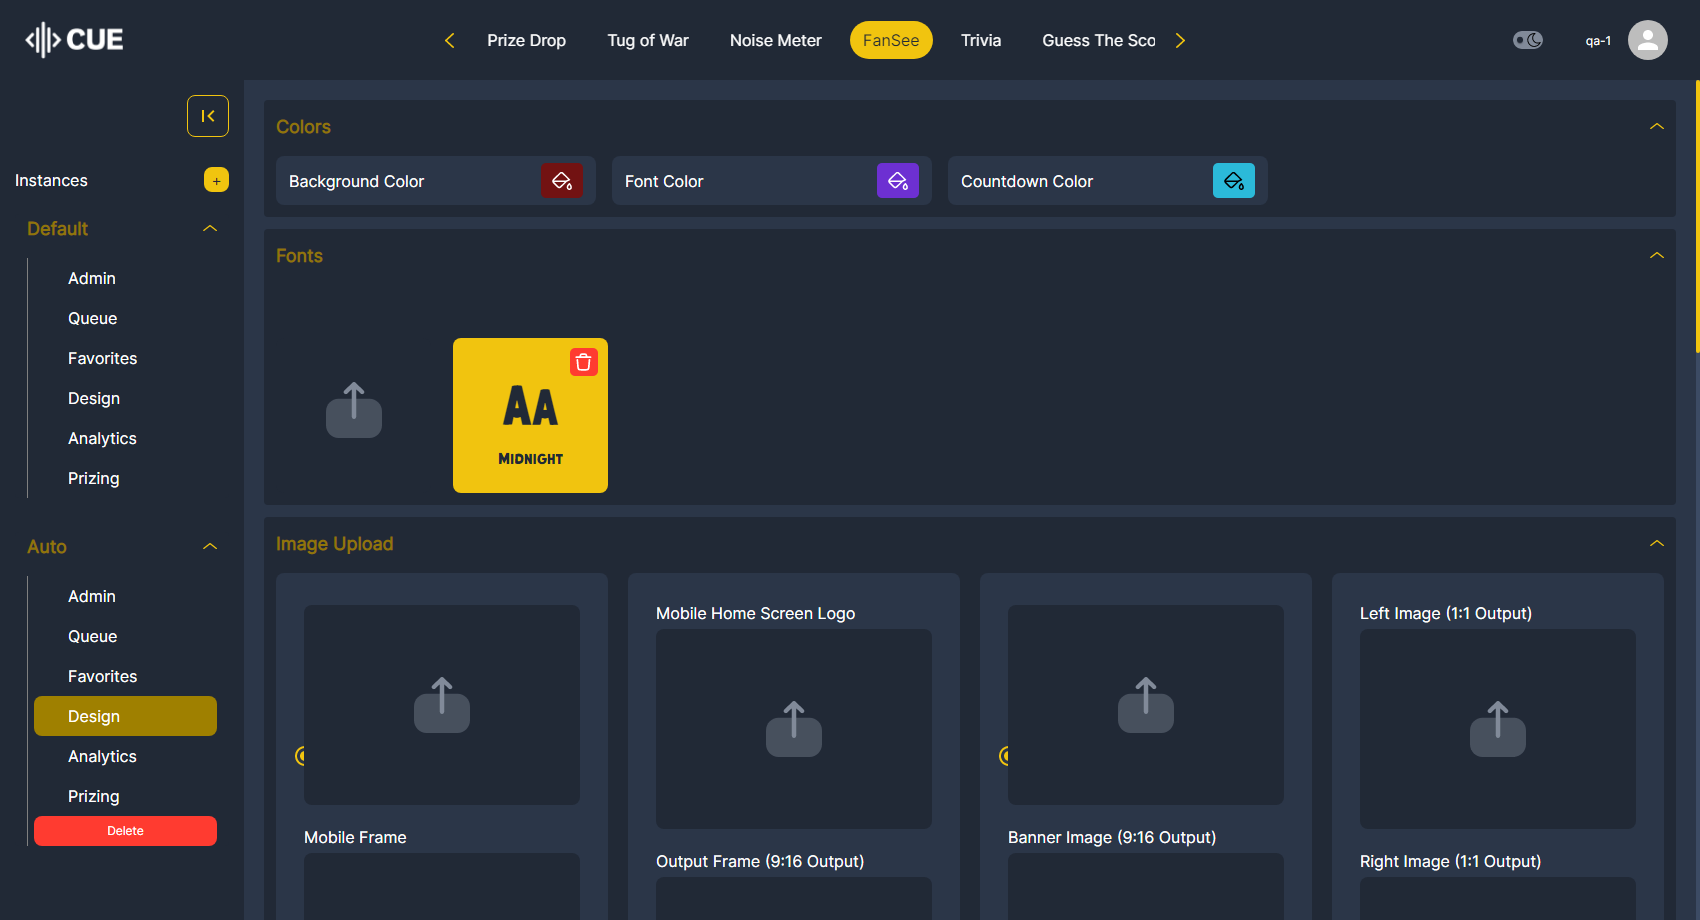 CUE
Prize Drop
Tug of War
Noise Meter
FanSee
Trivia
Guess The Sco
qa-1
Instances
+
Default
Admin
Queue
Favorites
Design
Analytics
Prizing
Auto
Admin
Queue
Favorites
Design
Analytics
Prizing
Delete
Colors
Background Color
Font Color
Countdown Color
Fonts
AA
MIDNIGHT
Image Upload
Mobile Home Screen Logo
Left Image (1:1 Output)
Mobile Frame
Banner Image (9:16 Output)
Output Frame (9:16 Output)
Right Image (1:1 Output)